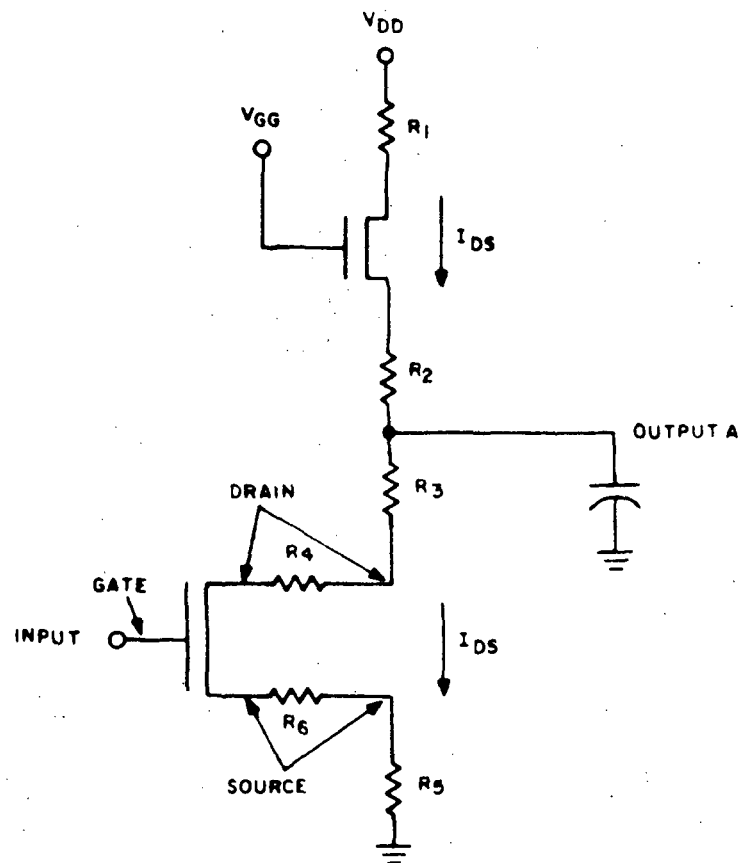 VDD
VGG
R1
IDS
R2
OUTPUT A
R3
DRAIN
R4
GATE
INPUT
IDS
R6
SOURCE
R5